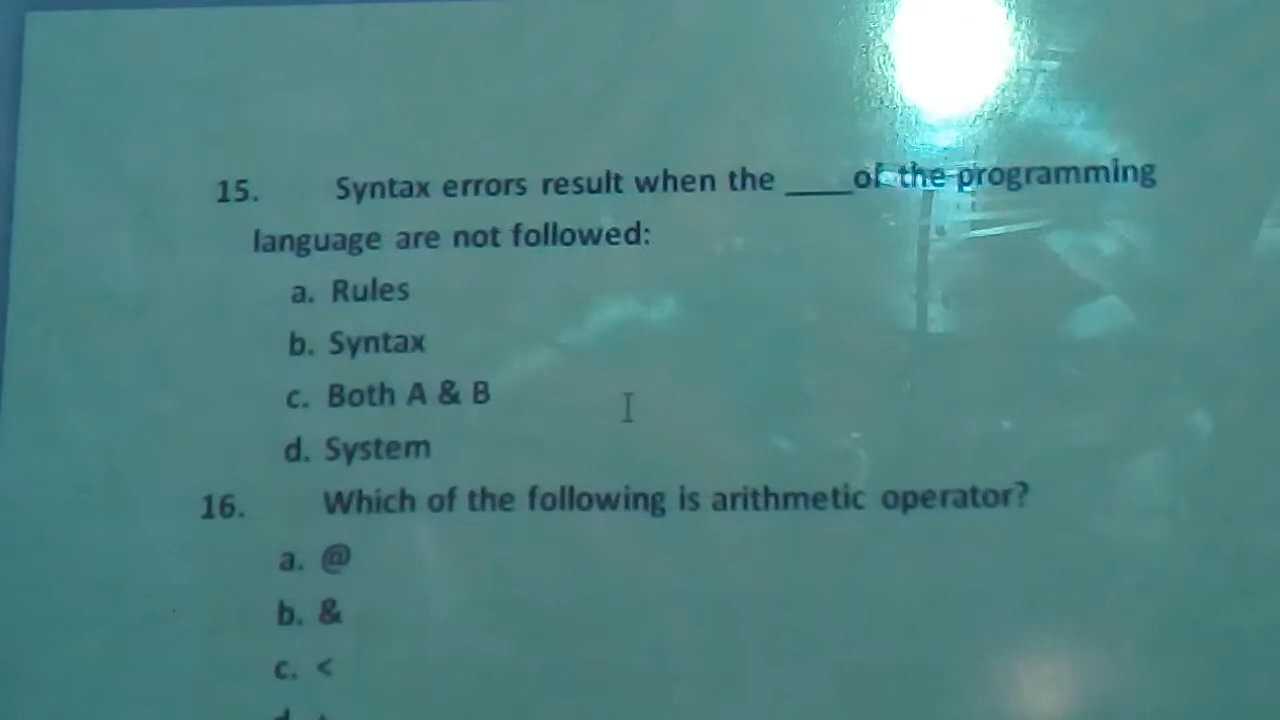 15. Syntax errors result when the ____of the programming
language are not followed:
a. Rules
b. Syntax
c. Both A & B
d. System
16. Which of the following is arithmetic operator?
a. @
b. &
c. <